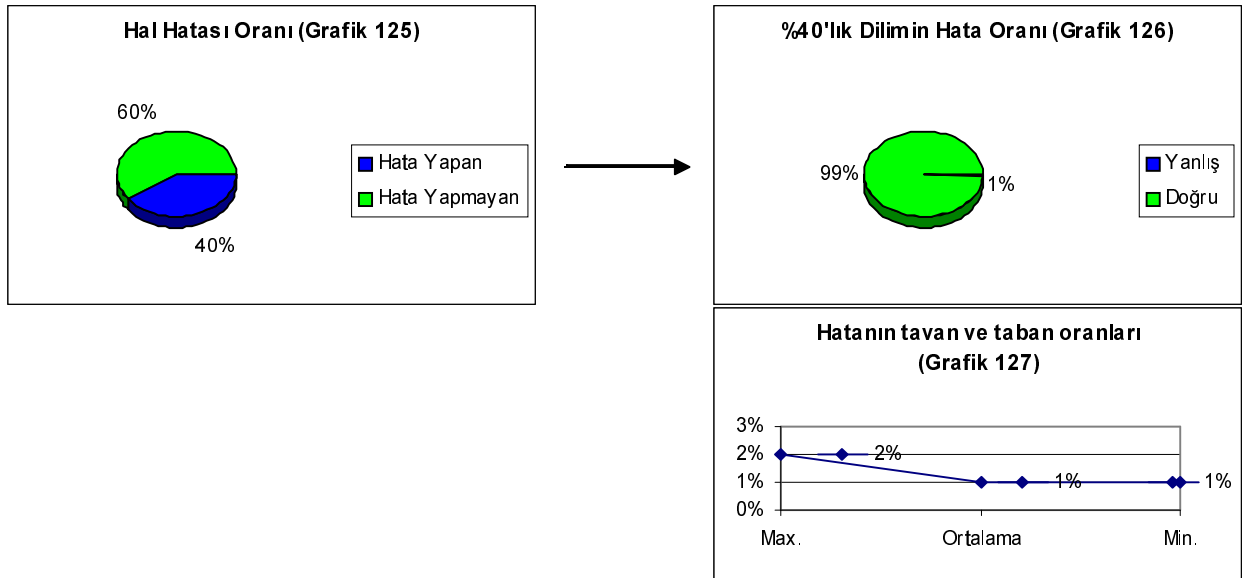 Hal Hatası Oranı (Grafik 125)
60%
40%
Hata Yapan
Hata Yapmayan
%40'lık Dilimin Hata Oranı (Grafik 126)
99%
1%
Yanlış
Doğru
Hatanın tavan ve taban oranları
(Grafik 127)
3%
2%
1%
0%
2%
1%
1%
Max.
Ortalama
Min.